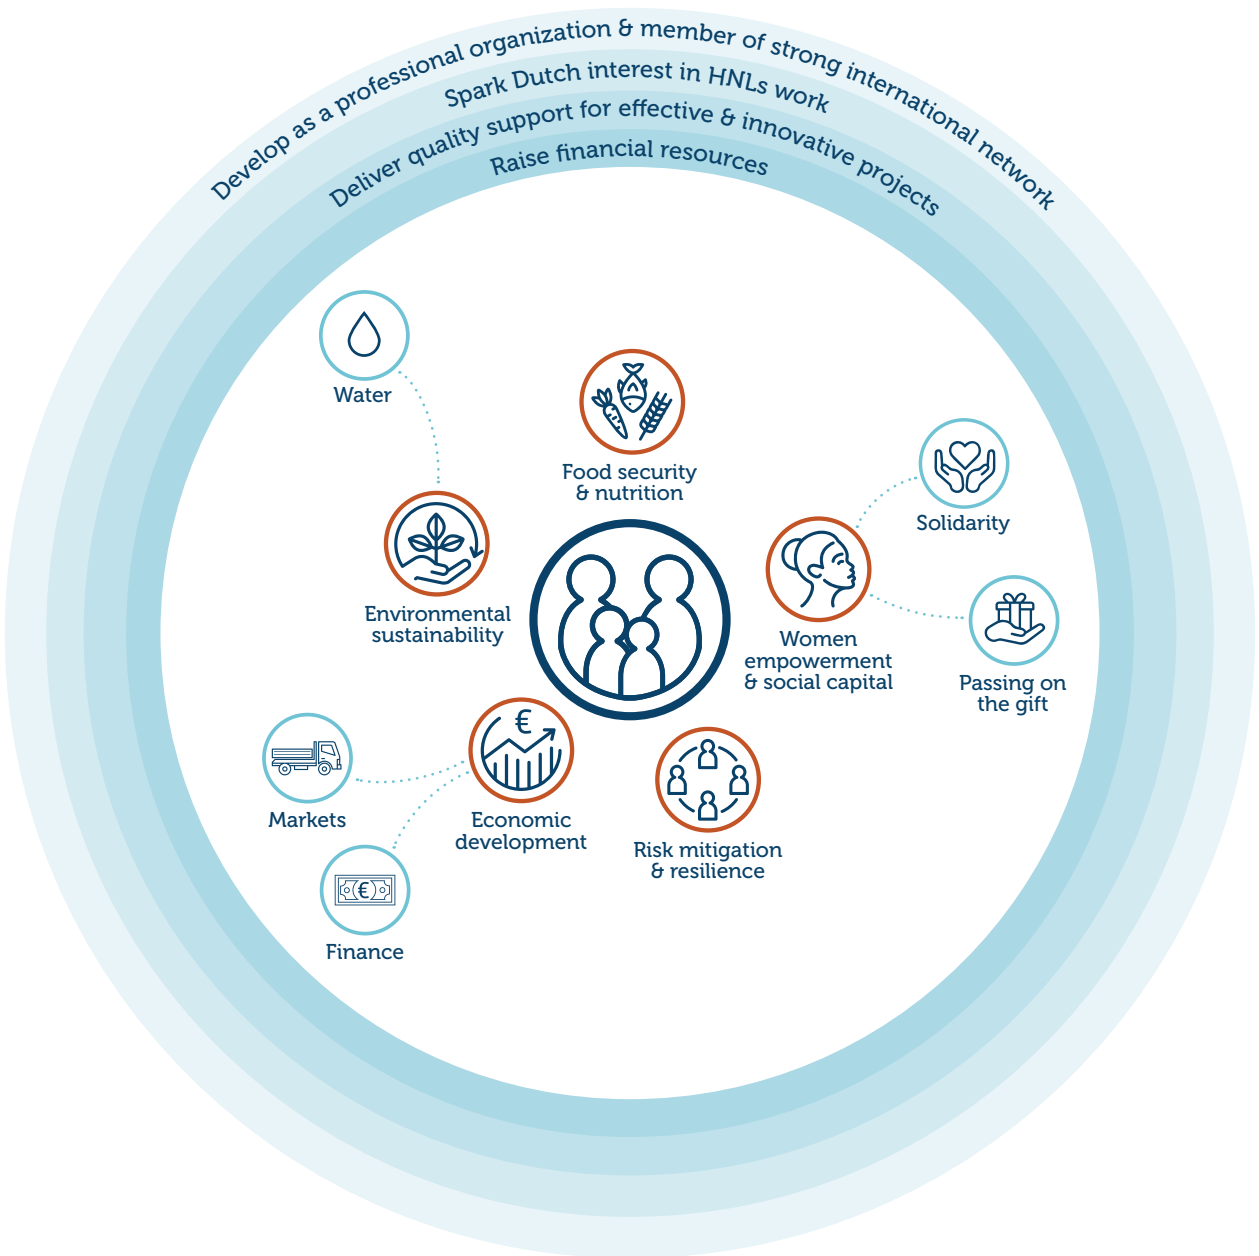 Develop as a professional organization & member of strong international network
Spark Dutch interest in HNLs work
Deliver quality support for effective & innovative projects
Raise financial resources
Water
Food security
& nutrition
Solidarity
Environmental
sustainability
Women
empowerment
& social capital
Passing on
the gift
€
Markets
Economic
development
Risk mitigation
& resilience
€
Finance